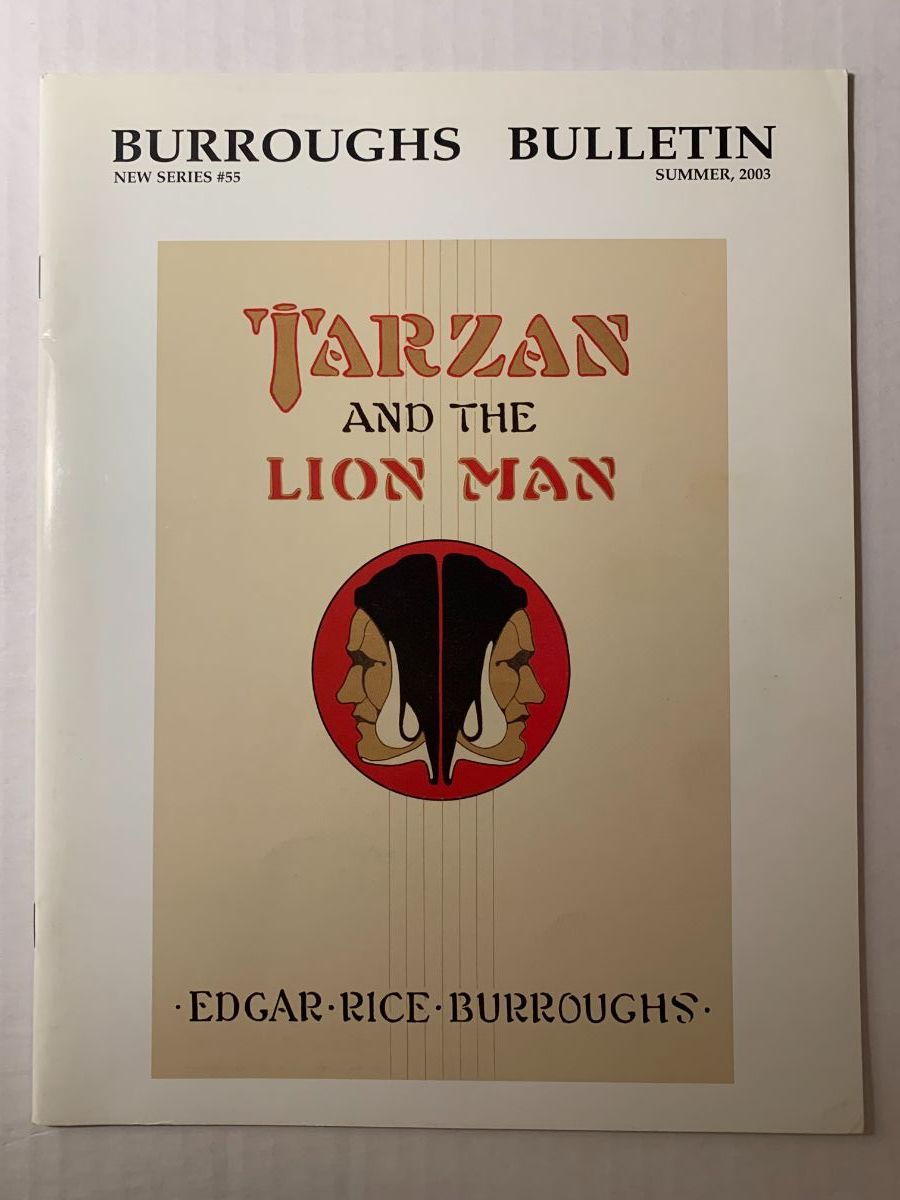 BURROUGHS BULLETIN
NEW SERIES #55 SUMMER, 2003
TARZAN
AND THE
LION MAN
·EDGAR·RICE·BURROUGHS·